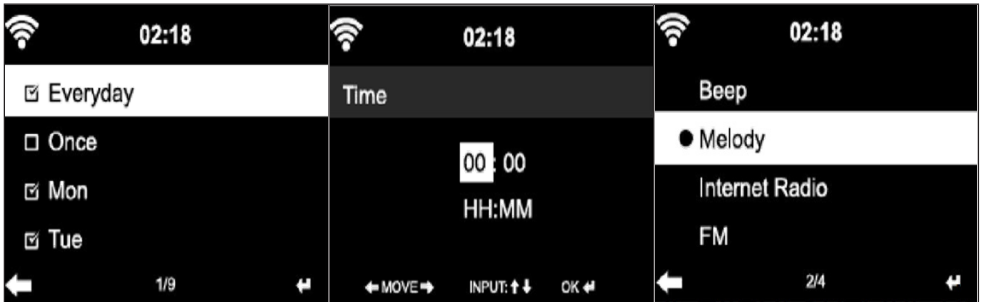 02:18
Everyday
Once
Mon
Tue
1/9
02:18
Time
00:00
HH:MM
MOVE INPUT: OK
02:18
Beep
Melody
Internet Radio
FM
2/4